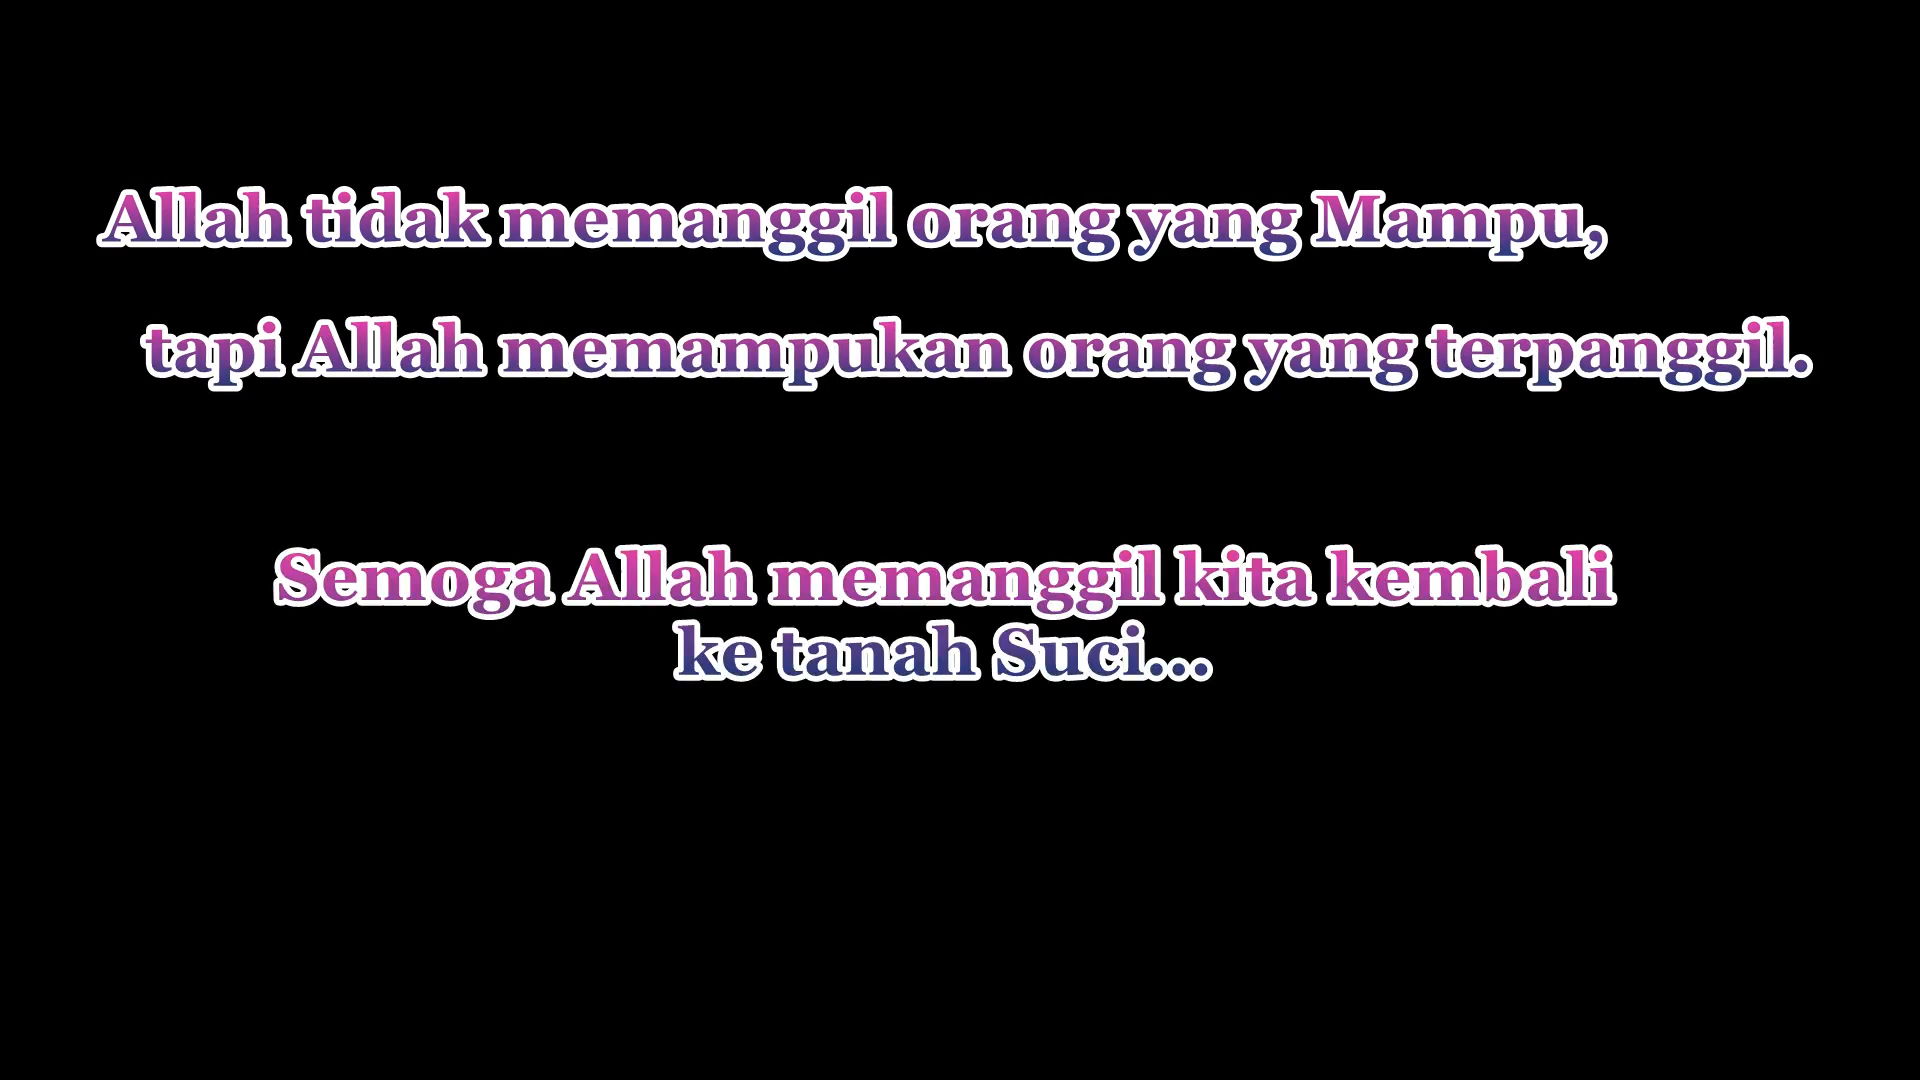 Allah tidak memanggil orang yang Mampu,
tapi Allah memampukan orang yang terpanggil.
Semoga Allah memanggil kita kembali
ke tanah Suci...